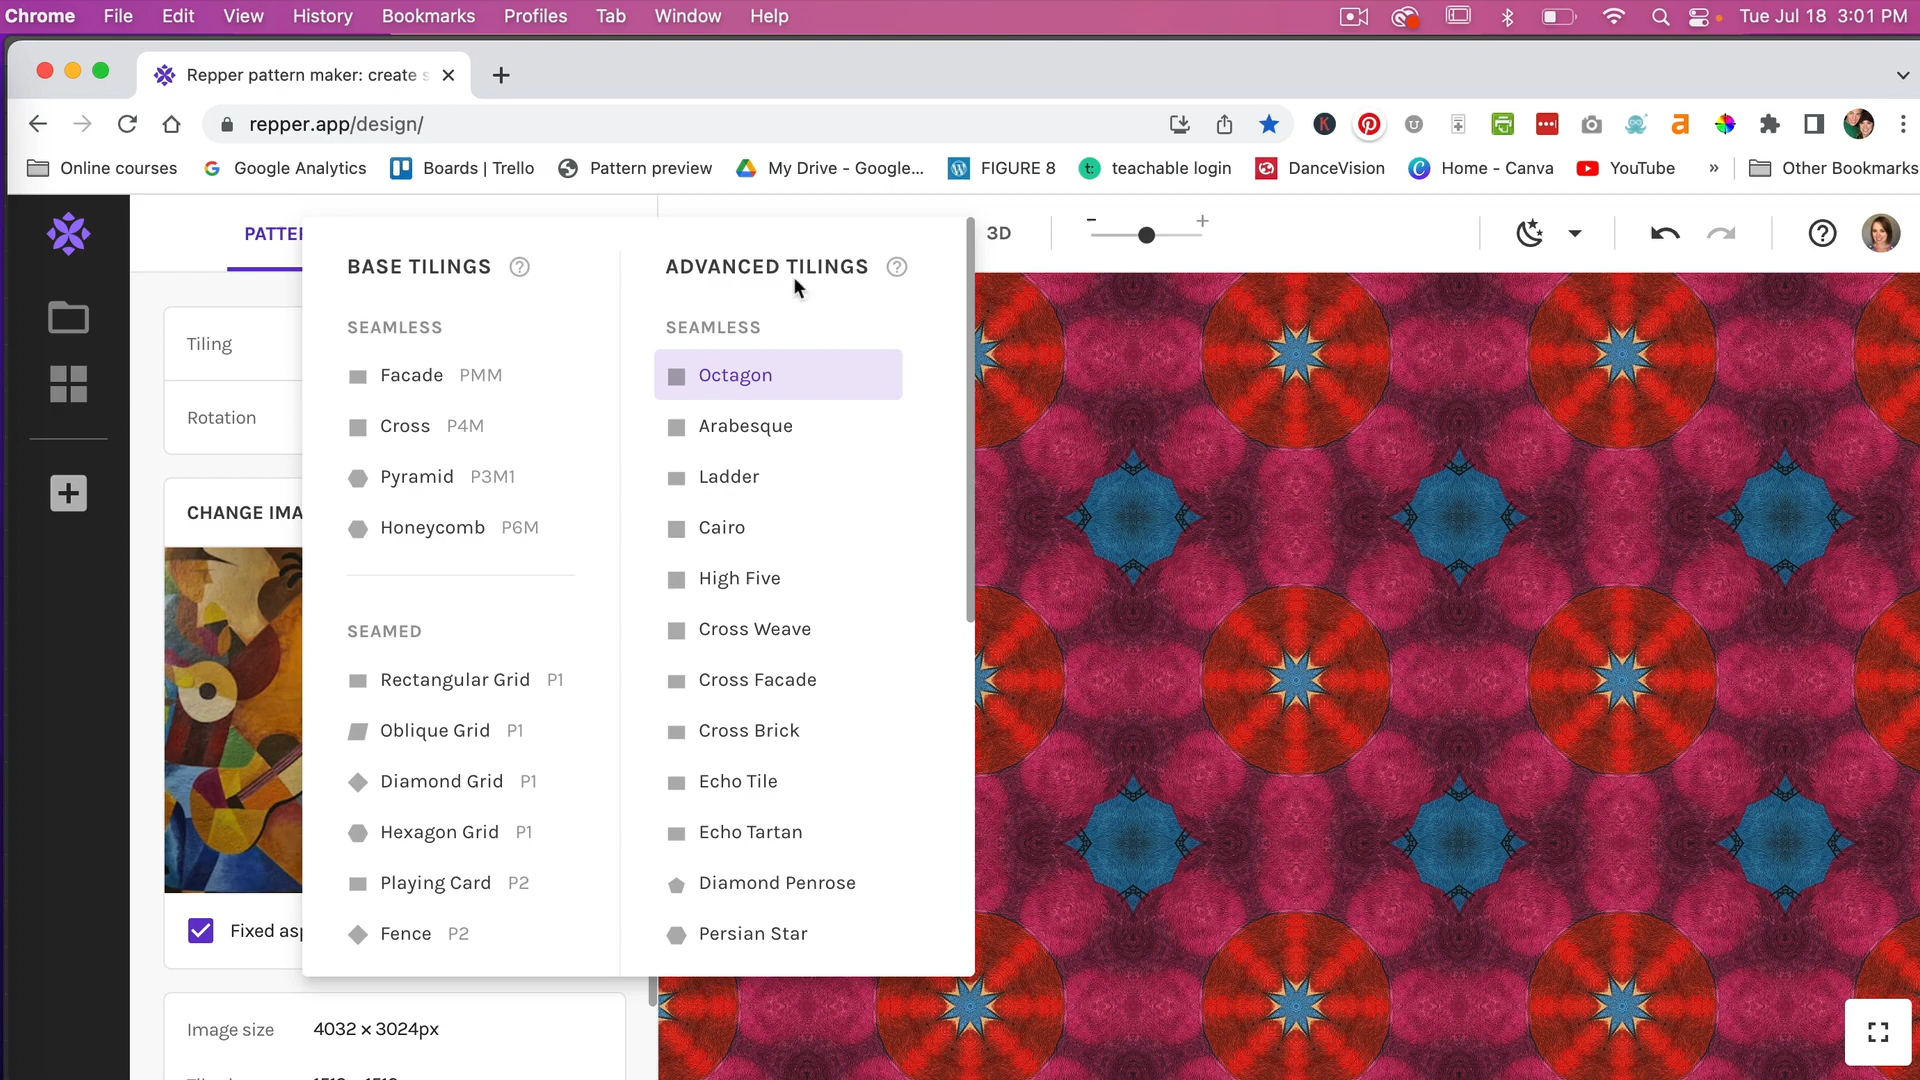 Chrome File Edit View History Bookmarks Profiles Tab Window Help Tue Jul 18 3:01 PM
Repper pattern maker: create
repper.app/design/
Online courses Google Analytics Boards | Trello Pattern preview My Drive - Google... FIGURE 8 teachable login DanceVision Home - Canva YouTube » Other Bookmarks
3D
BASE TILINGS
ADVANCED TILINGS
SEAMLESS
SEAMLESS
Tiling
Facade PMM
Octagon
Rotation
Cross P4M
Arabesque
Pyramid P3M1
Ladder
CHANGE
Honeycomb P6M
Cairo
High Five
SEAMED
Cross Weave
Rectangular Grid P1
Cross Facade
Oblique Grid P1
Cross Brick
Diamond Grid P1
Echo Tile
Hexagon Grid P1
Echo Tartan
Playing Card P2
Diamond Penrose
Fixed
Fence P2
Persian Star
Image size 4032 × 3024px